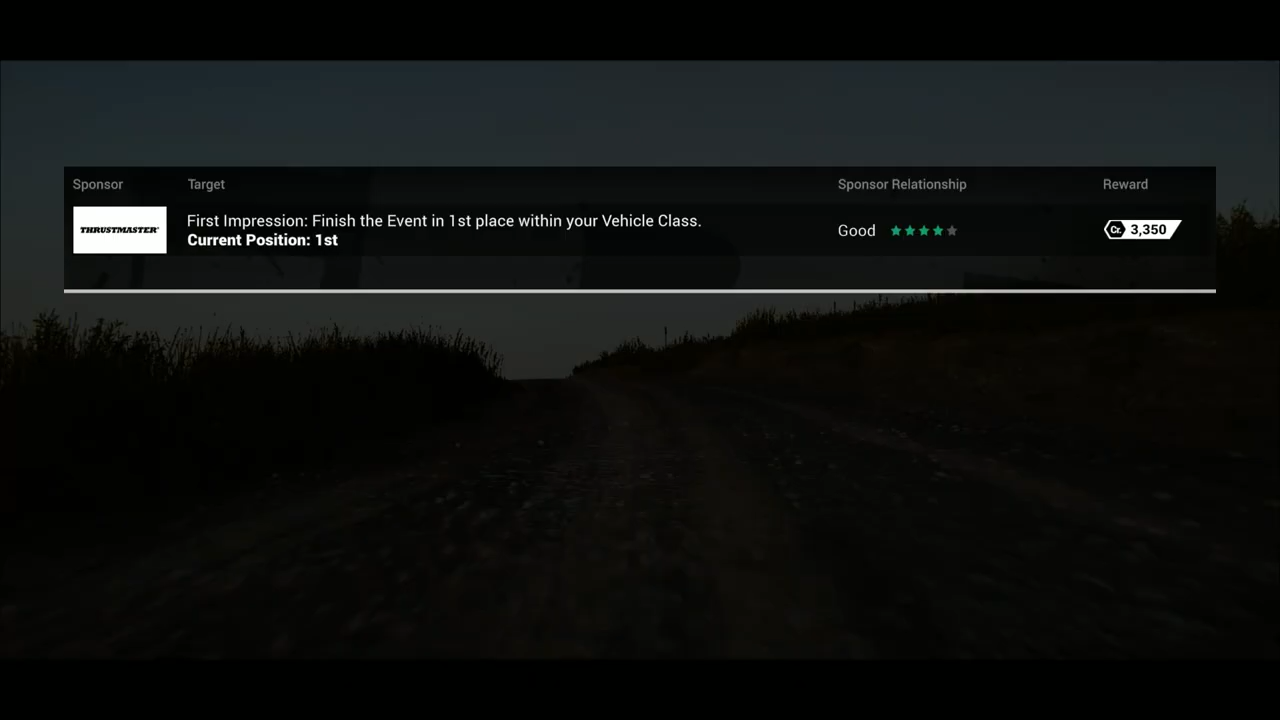 Sponsor Target Sponsor Relationship Reward
THRUSTMASTER®
First Impression: Finish the Event in 1st place within your Vehicle Class.
Current Position: 1st
Good
Cr. 3,350